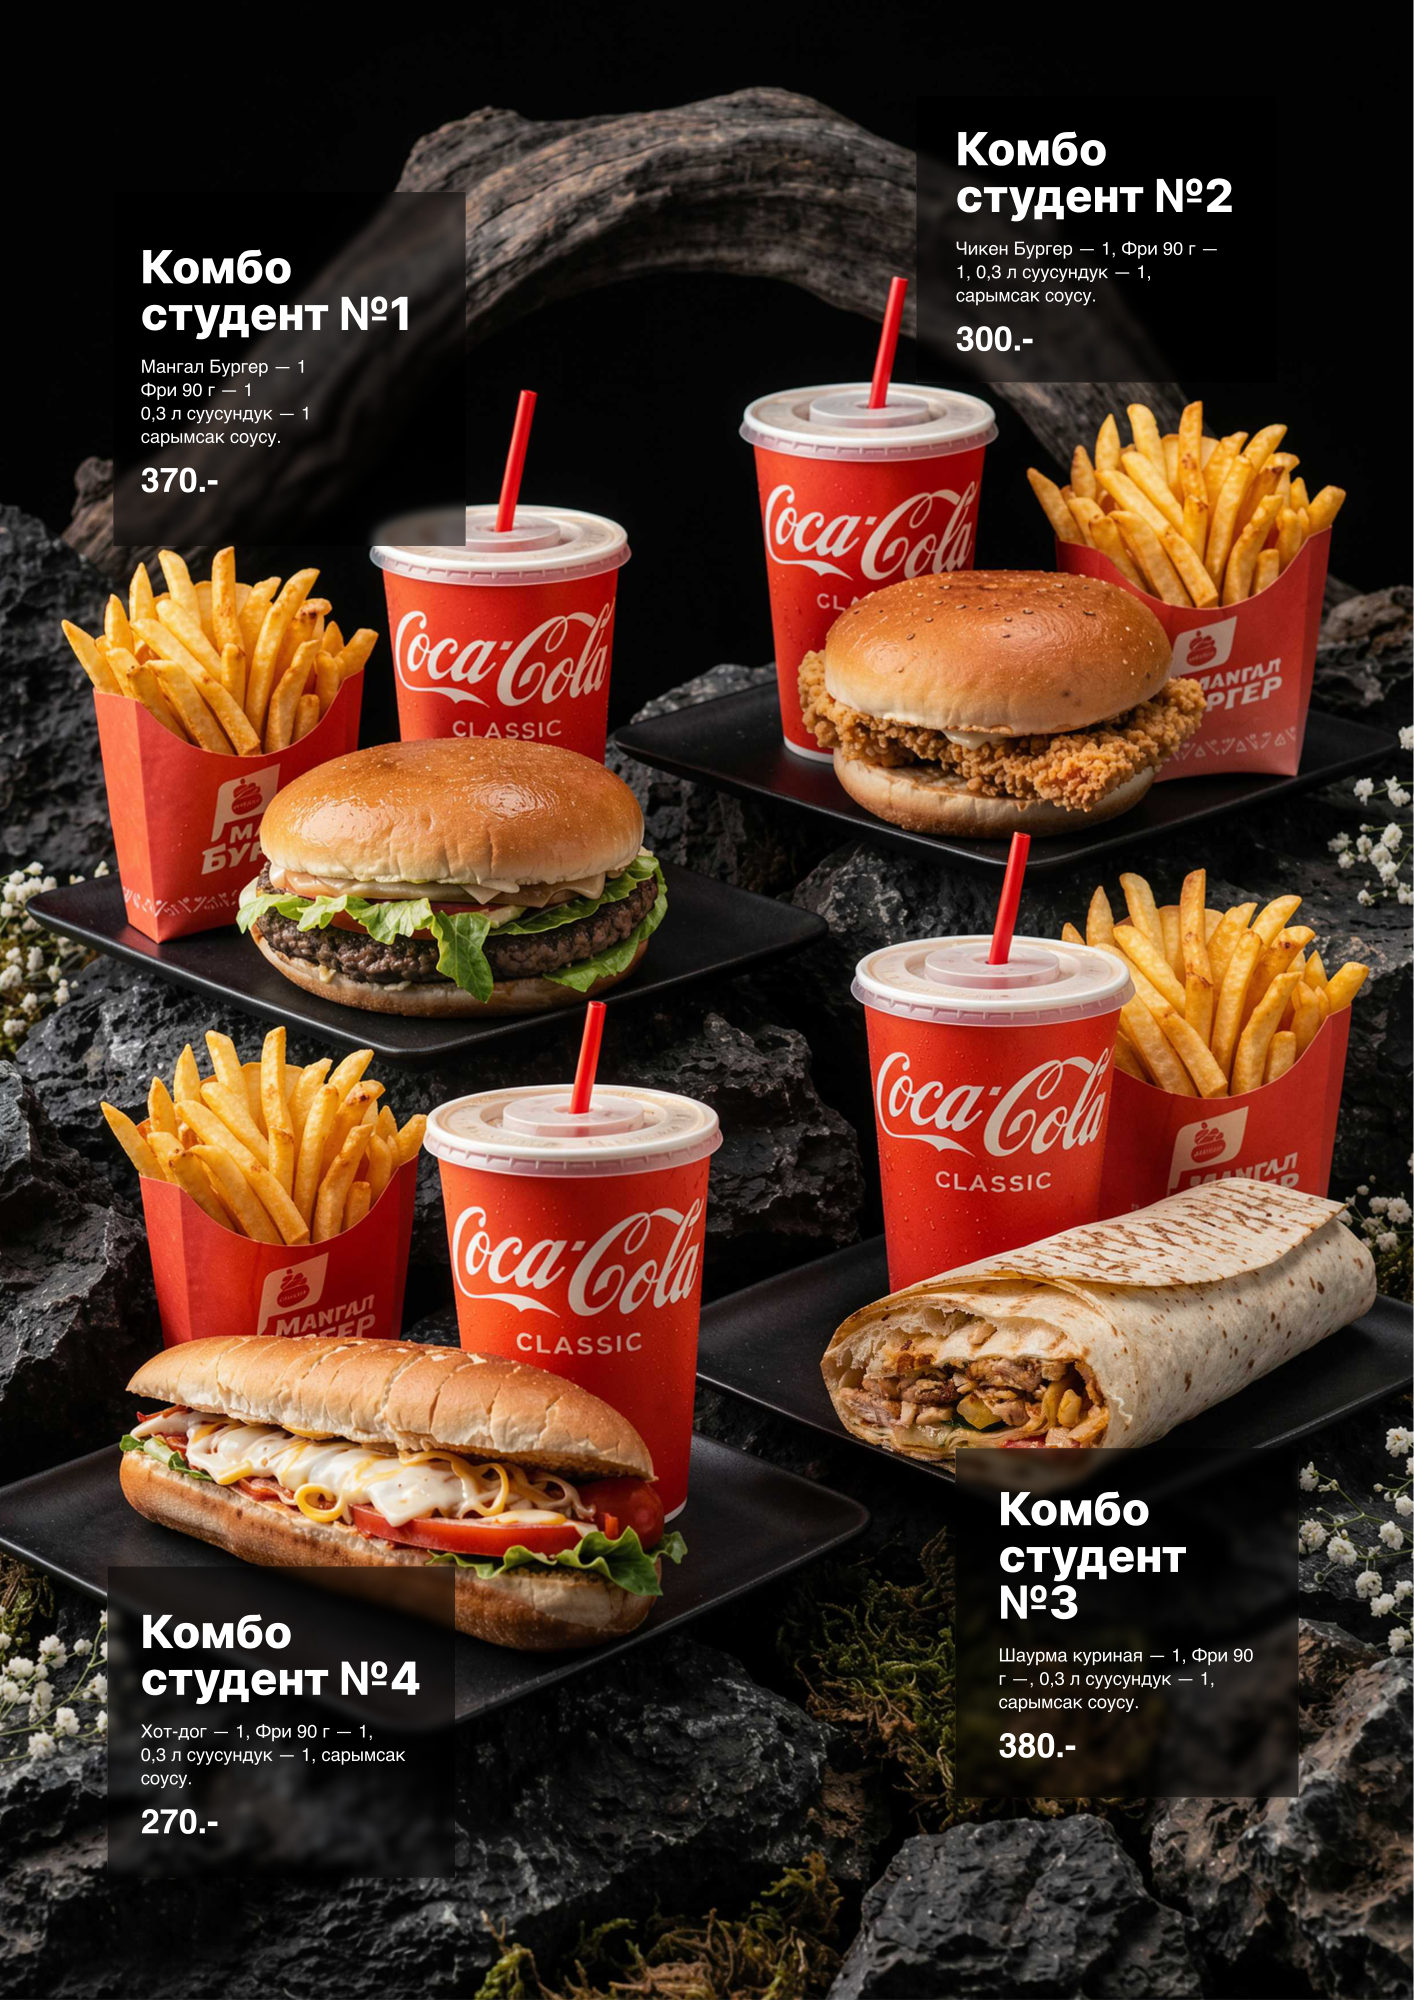 Комбо
студент №1
Мангал Бургер — 1
Фри 90 г — 1
0,3 л суусундук — 1
сарымсак соусу.
370.-
Комбо
студент №2
Чикен Бургер — 1, Фри 90 г —
1, 0,3 л суусундук — 1,
сарымсак соусу.
300.-
Coca-Cola
CLASSIC
Coca-Cola
МАНГАЛ
Coca-Cola
CLASSIC
МАНГАЛ
Coca-Cola
CLASSIC
МАНГАЛ
Комбо
студент
№3
Шаурма куриная — 1, Фри 90
г —, 0,3 л суусундук — 1,
сарымсак соусу.
380.-
Комбо
студент №4
Хот-дог — 1, Фри 90 г — 1,
0,3 л суусундук — 1, сарымсак
соусу.
270.-